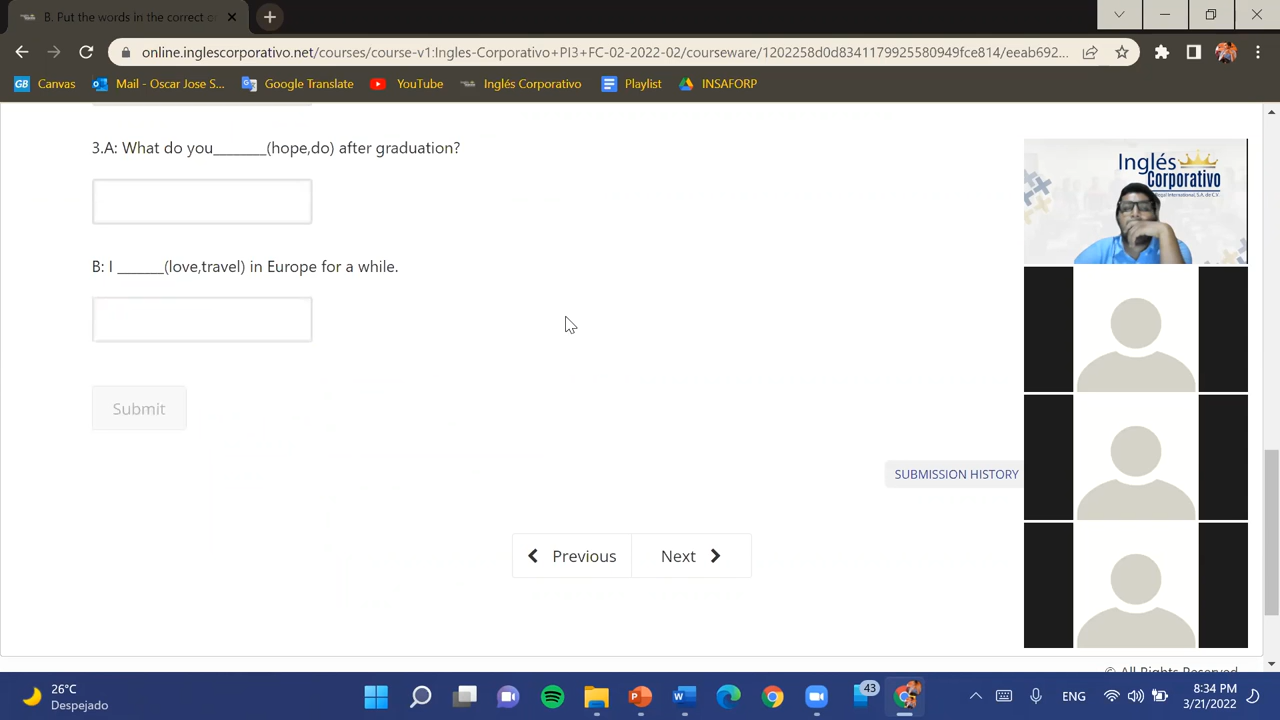 B. Put the words in the correct o
online.inglescorporativo.net/courses/course-v1:Ingles-Corporativo+PI3+FC-02-2022-02/courseware/1202258d0d8341179925580949fce814/eeab692...
Canvas Mail - Oscar Jose S... Google Translate YouTube Inglés Corporativo Playlist INSAFORP
3.A: What do you_______(hope,do) after graduation?
B: I ______(love,travel) in Europe for a while.
Submit
SUBMISSION HISTORY
Previous Next
Inglés
Corporativo
© All Rights Reserved
26°C
Despejado
43
ENG
8:34 PM
3/21/2022